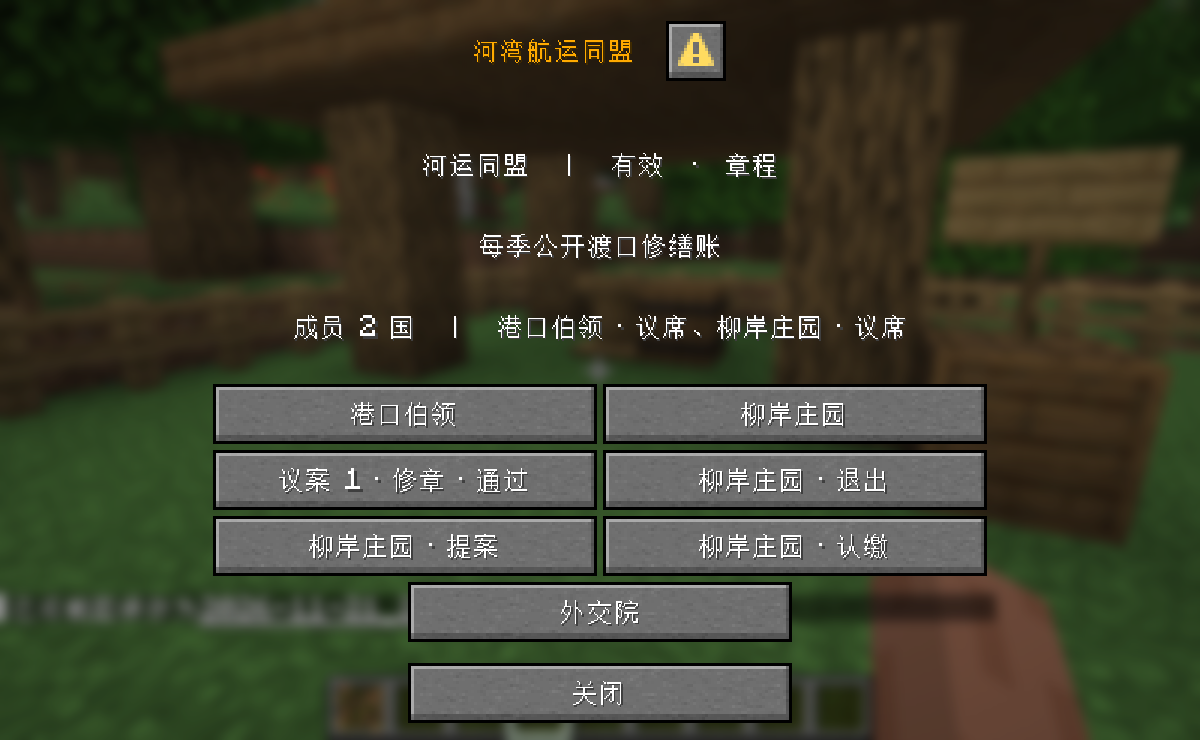 河湾航运同盟
河运同盟 | 有效 · 章程
每季公开渡口修缮账
成员 2 国 | 港口伯领 · 议席、柳岸庄园 · 议席
港口伯领
柳岸庄园
议案 1 · 修章 · 通过
柳岸庄园 · 退出
柳岸庄园 · 提案
柳岸庄园 · 认缴
外交院
关闭